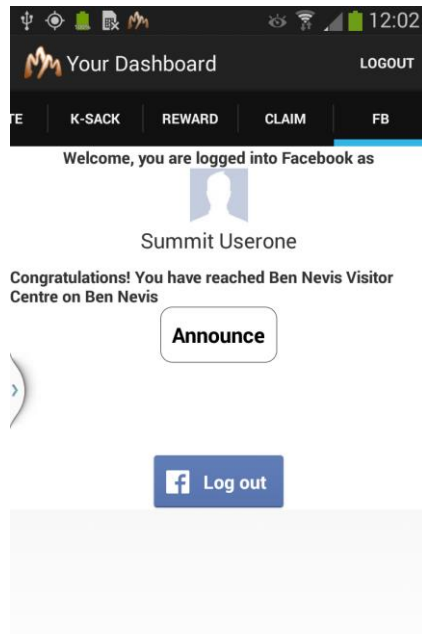 12:02
Your Dashboard
LOGOUT
TE K-SACK REWARD CLAIM FB
Welcome, you are logged into Facebook as
Summit Userone
Congratulations! You have reached Ben Nevis Visitor
Centre on Ben Nevis
Announce
f Log out